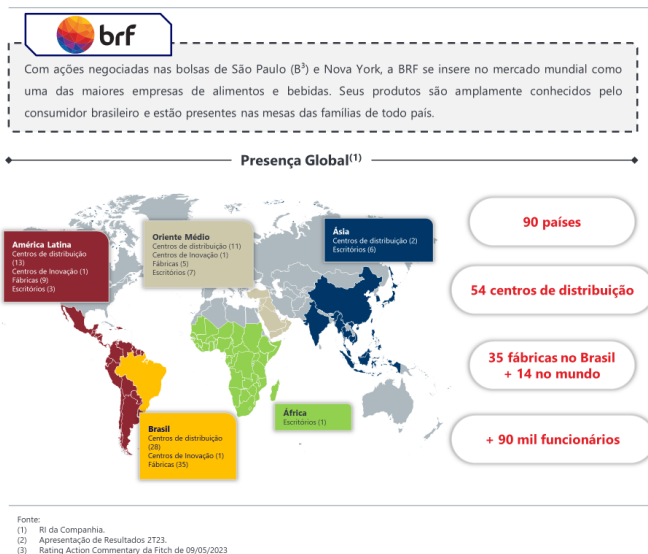 brf
Com ações negociadas nas bolsas de São Paulo (B³) e Nova York, a BRF se insere no mercado mundial como
uma das maiores empresas de alimentos e bebidas. Seus produtos são amplamente conhecidos pelo
consumidor brasileiro e estão presentes nas mesas das famílias de todo país.
Presença Global(1)
América Latina
Centros de distribuição
(13)
Centros de Inovação (1)
Fábricas (9)
Escritórios (3)
Oriente Médio
Centros de distribuição (11)
Centros de Inovação (1)
Fábricas (5)
Escritórios (7)
Ásia
Centros de distribuição (2)
Escritórios (6)
Brasil
Centros de distribuição
(28)
Centros de Inovação (1)
Fábricas (35)
África
Escritórios (1)
90 países
54 centros de distribuição
35 fábricas no Brasil
+ 14 no mundo
+ 90 mil funcionários
Fonte:
(1) RI da Companhia.
(2) Apresentação de Resultados 2T23.
(3) Rating Action Commentary da Fitch de 09/05/2023